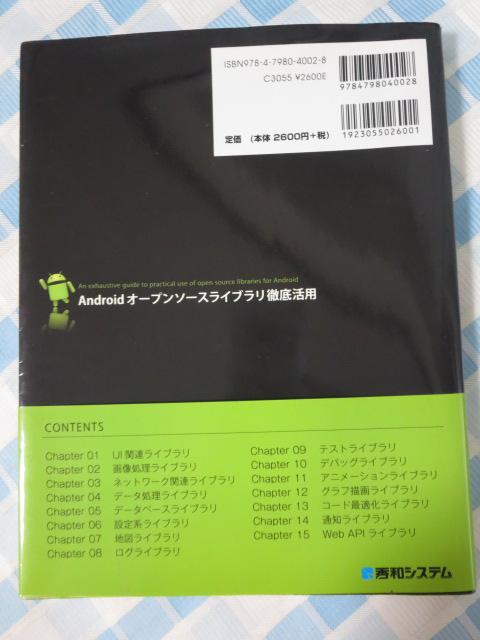 ISBN978-4-7980-4002-8
C3055 ¥2600E
定価 (本体 2600円+税)
9784798040028
1923055026001
An exhaustive guide to practical use of open source libraries for Android
Androidオープンソースライブラリ徹底活用
CONTENTS
Chapter 01 UI関連ライブラリ
Chapter 02 画像処理ライブラリ
Chapter 03 ネットワーク関連ライブラリ
Chapter 04 データ処理ライブラリ
Chapter 05 データベースライブラリ
Chapter 06 設定系ライブラリ
Chapter 07 地図ライブラリ
Chapter 08 ログライブラリ
Chapter 09 テストライブラリ
Chapter 10 デバッグライブラリ
Chapter 11 アニメーションライブラリ
Chapter 12 グラフ描画ライブラリ
Chapter 13 コード最適化ライブラリ
Chapter 14 通知ライブラリ
Chapter 15 Web APIライブラリ
秀和システム